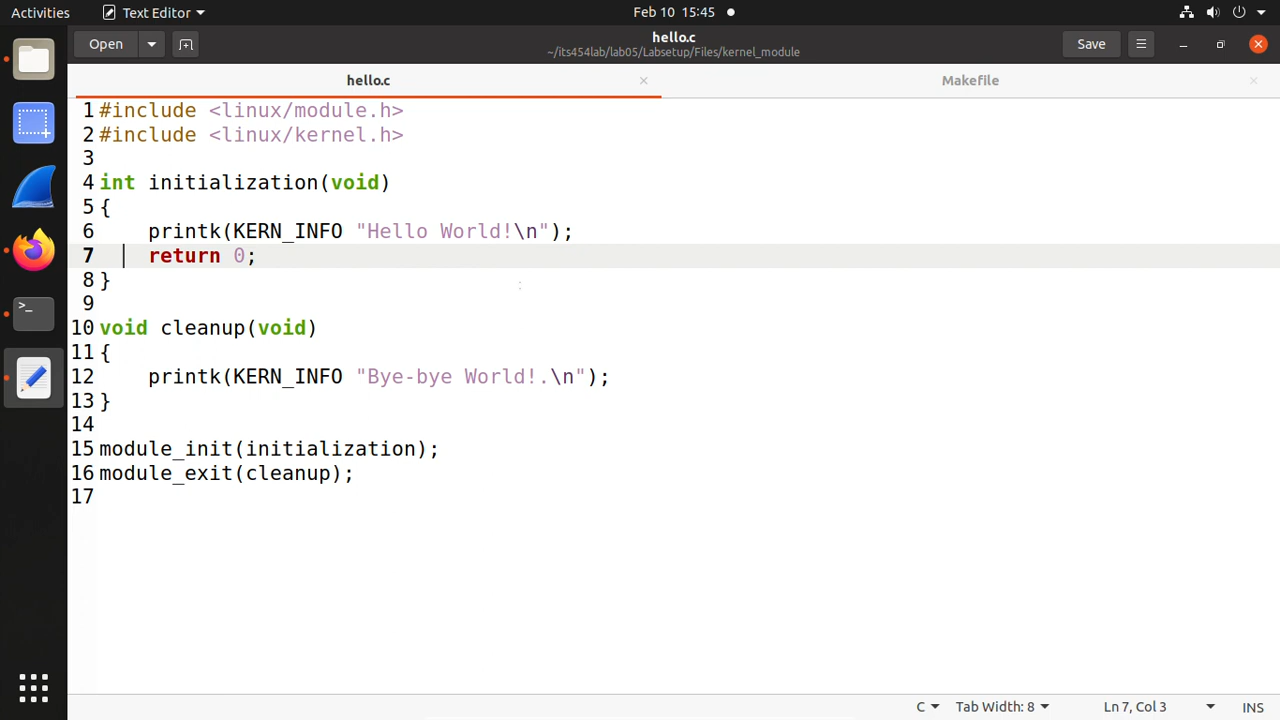 Activities Text Editor Feb 10 15:45
Open hello.c Save
~/its454lab/lab05/Labsetup/Files/kernel_module
hello.c Makefile
1 #include <linux/module.h>
2 #include <linux/kernel.h>
3
4 int initialization(void)
5 {
6     printk(KERN_INFO "Hello World!\n");
7     return 0;
8 }
9
10 void cleanup(void)
11 {
12     printk(KERN_INFO "Bye-bye World!.\n");
13 }
14
15 module_init(initialization);
16 module_exit(cleanup);
17
C Tab Width: 8 Ln 7, Col 3 INS